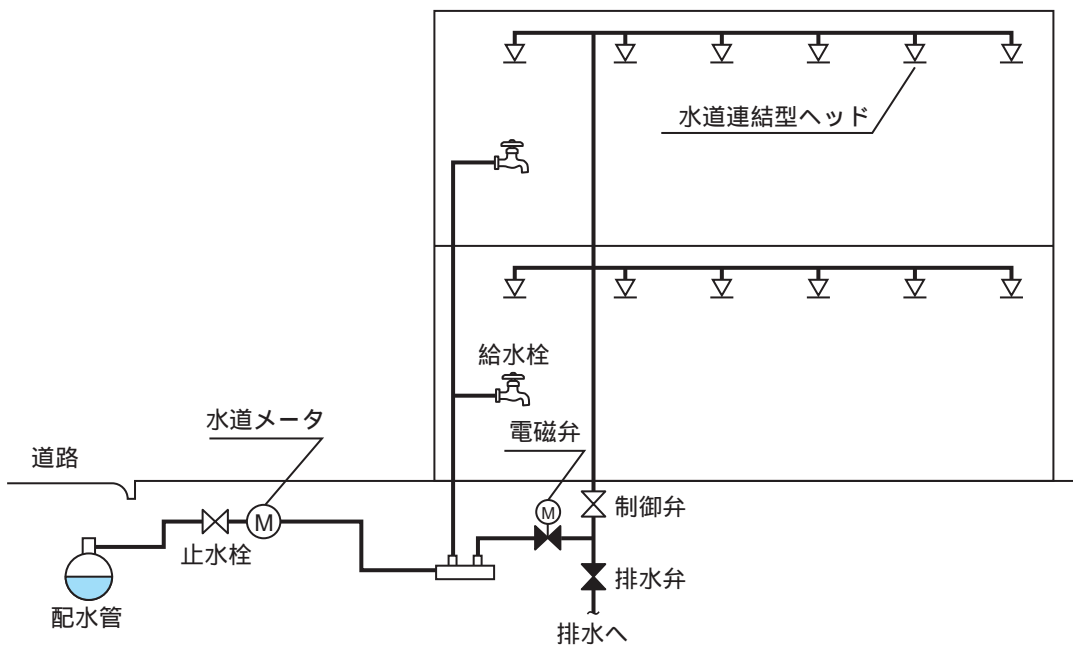 水道連結型ヘッド
給水栓
水道メータ
電磁弁
道路
制御弁
M
M
止水栓
排水弁
配水管
排水へ